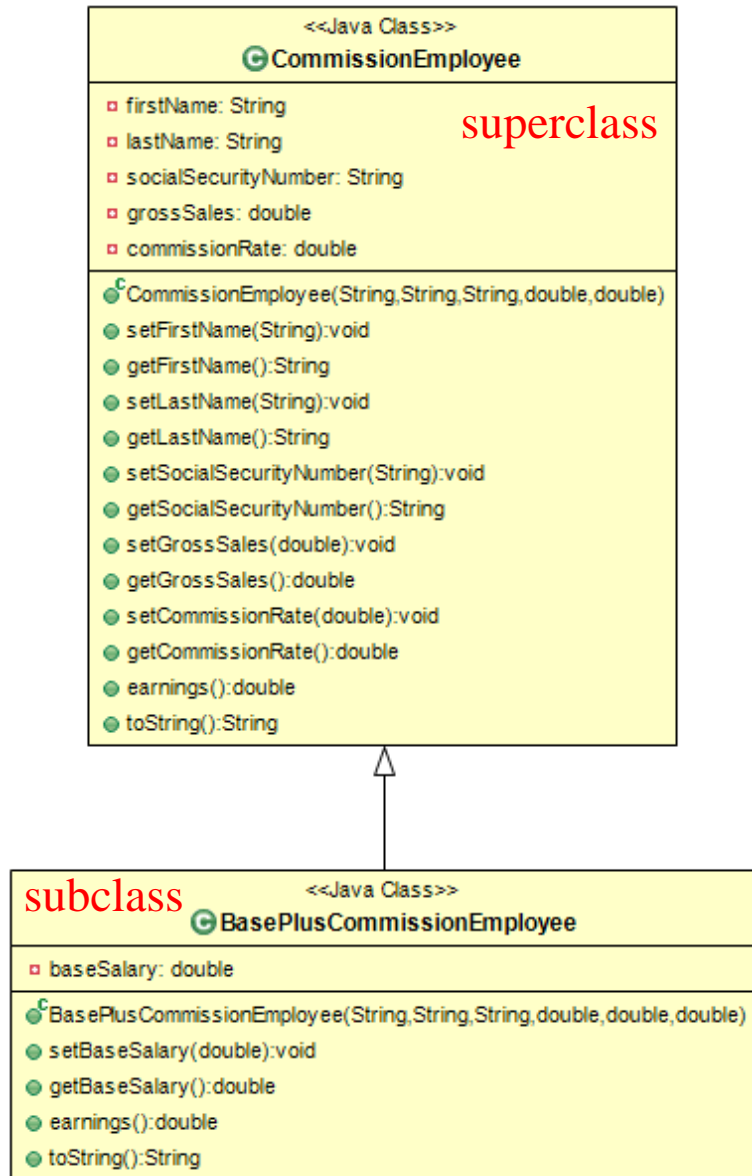 <<Java Class>>
CommissionEmployee
firstName: String
superclass
lastName: String
socialSecurityNumber: String
grossSales: double
commissionRate: double
CommissionEmployee(String,String,String,double,double)
setFirstName(String):void
getFirstName():String
setLastName(String):void
getLastName():String
setSocialSecurityNumber(String):void
getSocialSecurityNumber():String
setGrossSales(double):void
getGrossSales():double
setCommissionRate(double):void
getCommissionRate():double
earnings():double
toString():String
subclass
<<Java Class>>
BasePlusCommissionEmployee
baseSalary: double
BasePlusCommissionEmployee(String,String,String,double,double,double)
setBaseSalary(double):void
getBaseSalary():double
earnings():double
toString():String